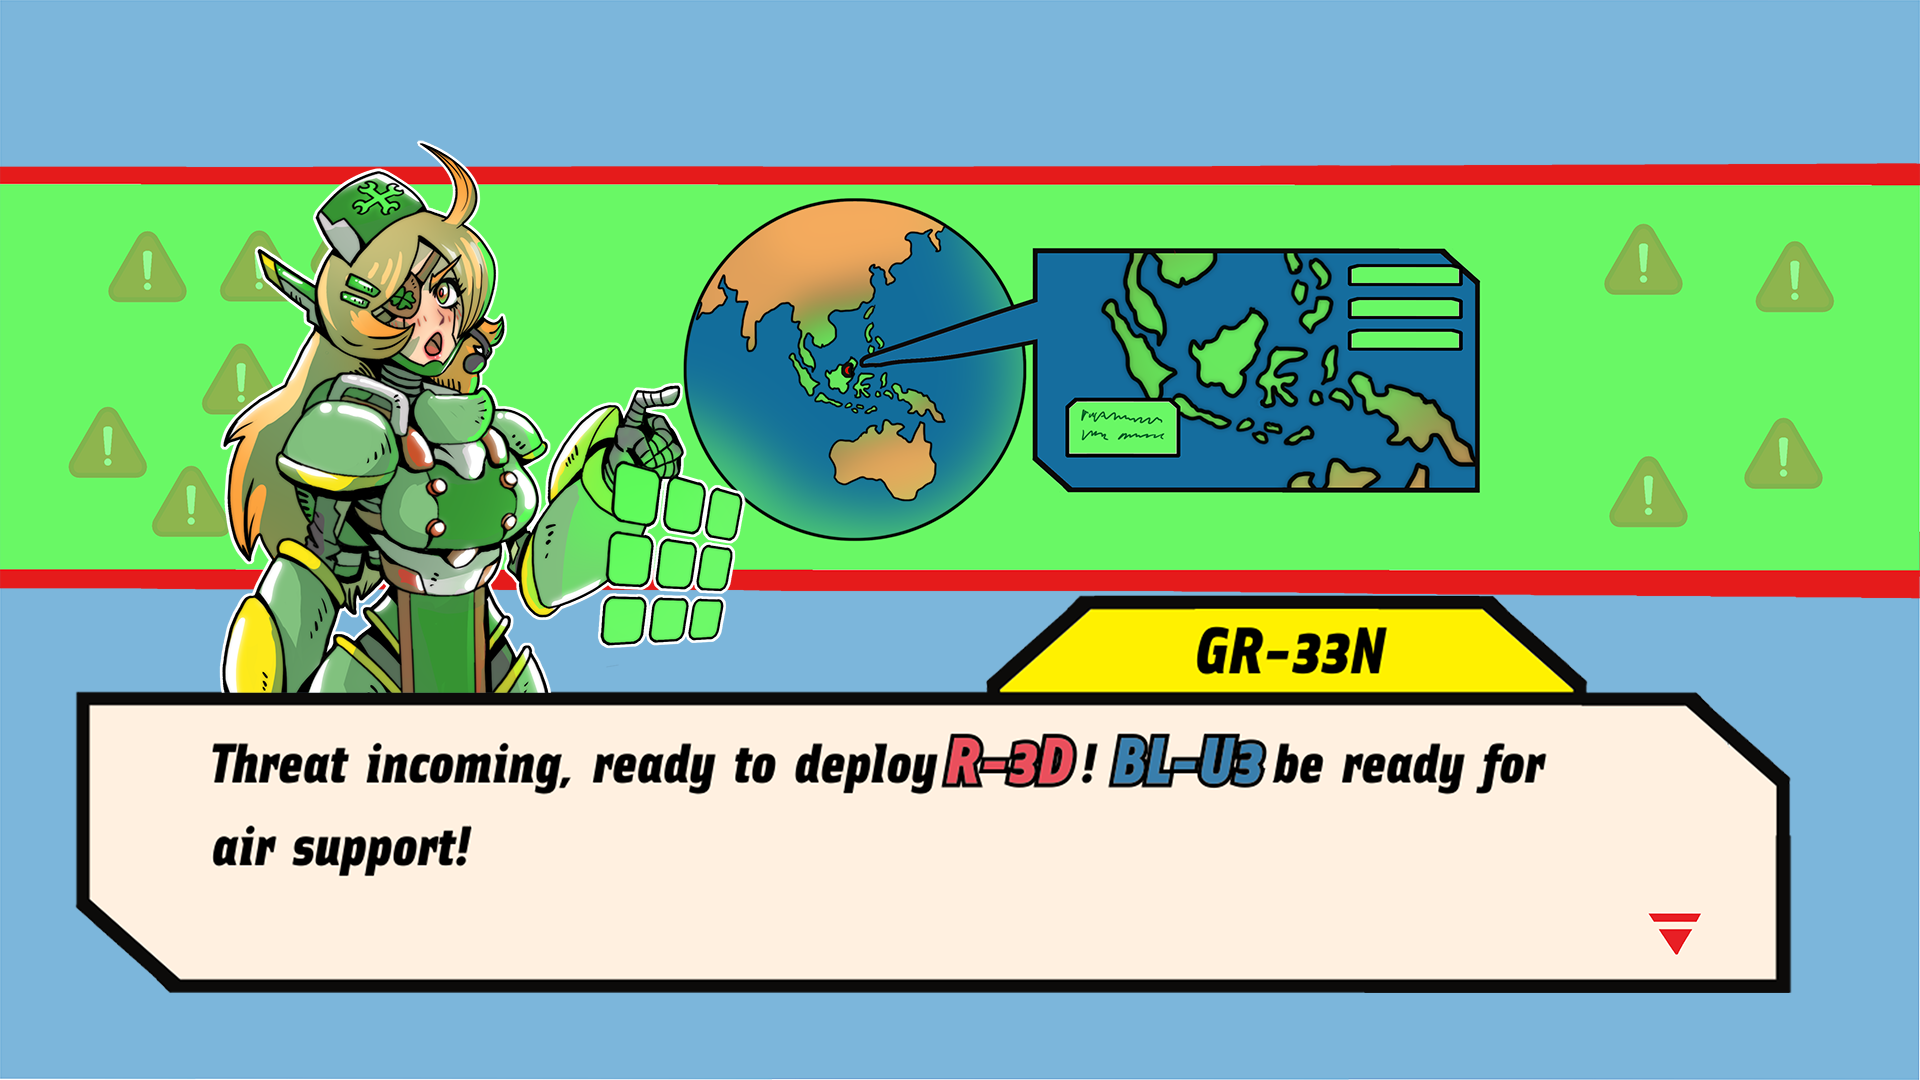 GR-33N
Threat incoming, ready to deploy R-3D! BL-U3 be ready for
air support!